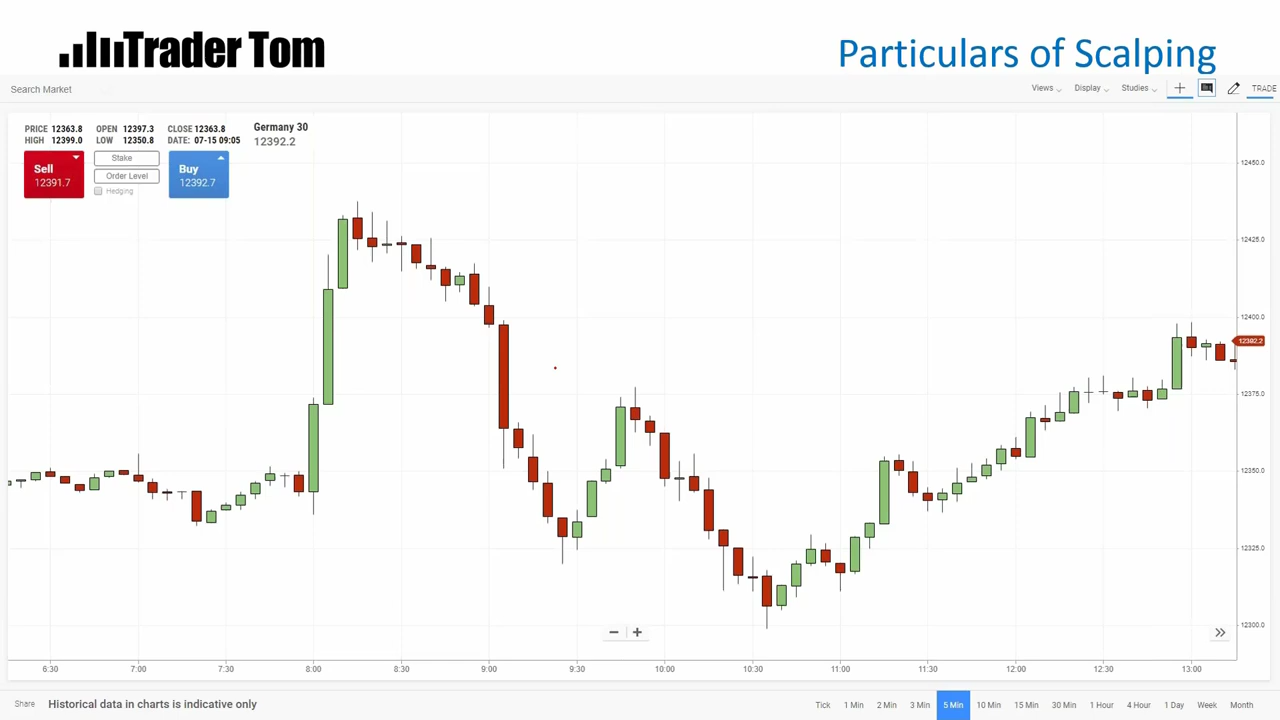 Trader Tom
Particulars of Scalping
Search Market
Views Display Studies TRADE
PRICE 12363.8 OPEN 12397.3 CLOSE 12363.8
HIGH 12399.0 LOW 12350.8 DATE: 07-15 09:05
Germany 30
12392.2
Sell
12391.7
Stake
Order Level
Hedging
Buy
12392.7
12450.0
12425.0
12400.0
12392.2
12375.0
12350.0
12325.0
12300.0
6:30 7:00 7:30 8:00 8:30 9:00 9:30 10:00 10:30 11:00 11:30 12:00 12:30 13:00
Share Historical data in charts is indicative only
Tick 1 Min 2 Min 3 Min 5 Min 10 Min 15 Min 30 Min 1 Hour 4 Hour 1 Day Week Month